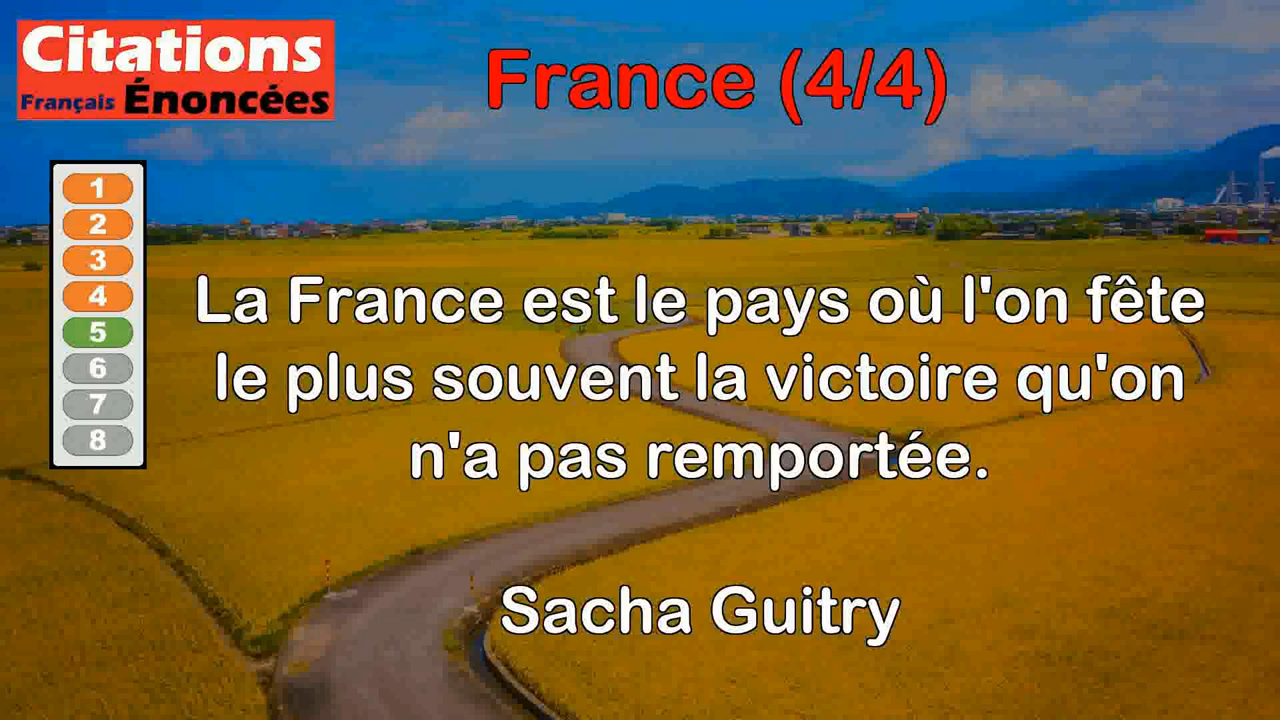 Citations
Français Énoncées
France (4/4)
1
2
3
4
5
6
7
8
La France est le pays où l'on fête
le plus souvent la victoire qu'on
n'a pas remportée.
Sacha Guitry